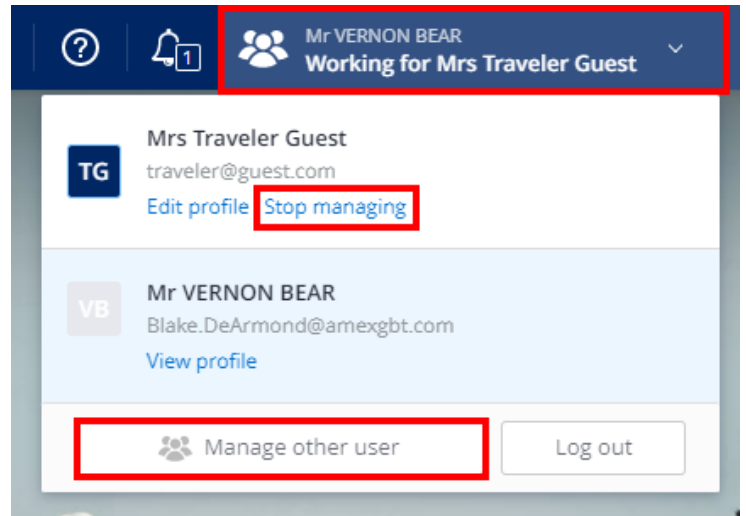 ?
1
Mr VERNON BEAR
Working for Mrs Traveler Guest
TG
Mrs Traveler Guest
traveler@guest.com
Edit profile Stop managing
VB
Mr VERNON BEAR
Blake.DeArmond@amexgbt.com
View profile
Manage other user Log out